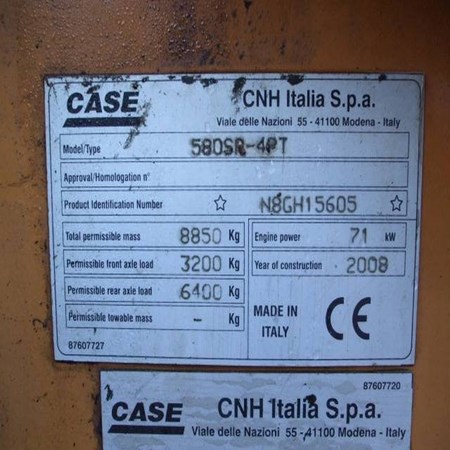 CASE CNH Italia S.p.a.
Viale delle Nazioni 55 - 41100 Modena - Italy
Model/Type 580SR-4PT
Approval/Homologation n°
Product Identification Number ☆ N8GH15605 ☆
Total permissible mass 8850 Kg Engine power 71 kW
Permissible front axle load 3200 Kg Year of construction 2008
Permissible rear axle load 6400 Kg
Permissible towable mass - Kg
MADE IN
ITALY
CE
87607727
87607720
CASE CNH Italia S.p.a.
Viale delle Nazioni 55 - 41100 Modena - Italy